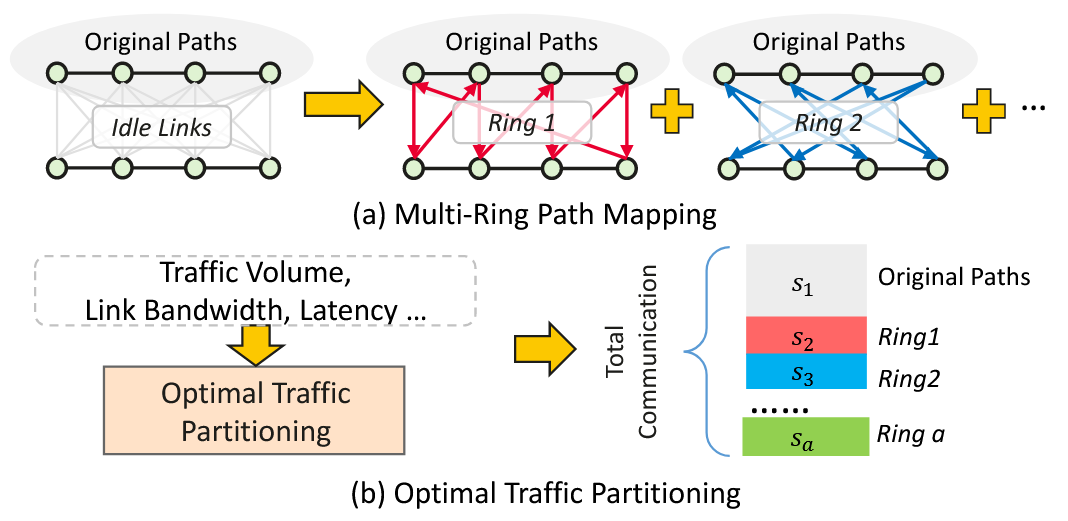 Original Paths
Original Paths
Original Paths
Idle Links
Ring 1
Ring 2
...
(a) Multi-Ring Path Mapping
Traffic Volume,
Link Bandwidth, Latency ...
Optimal Traffic
Partitioning
Total
Communication
s₁
Original Paths
s₂
Ring1
s₃
Ring2
......
sₐ
Ring a
(b) Optimal Traffic Partitioning